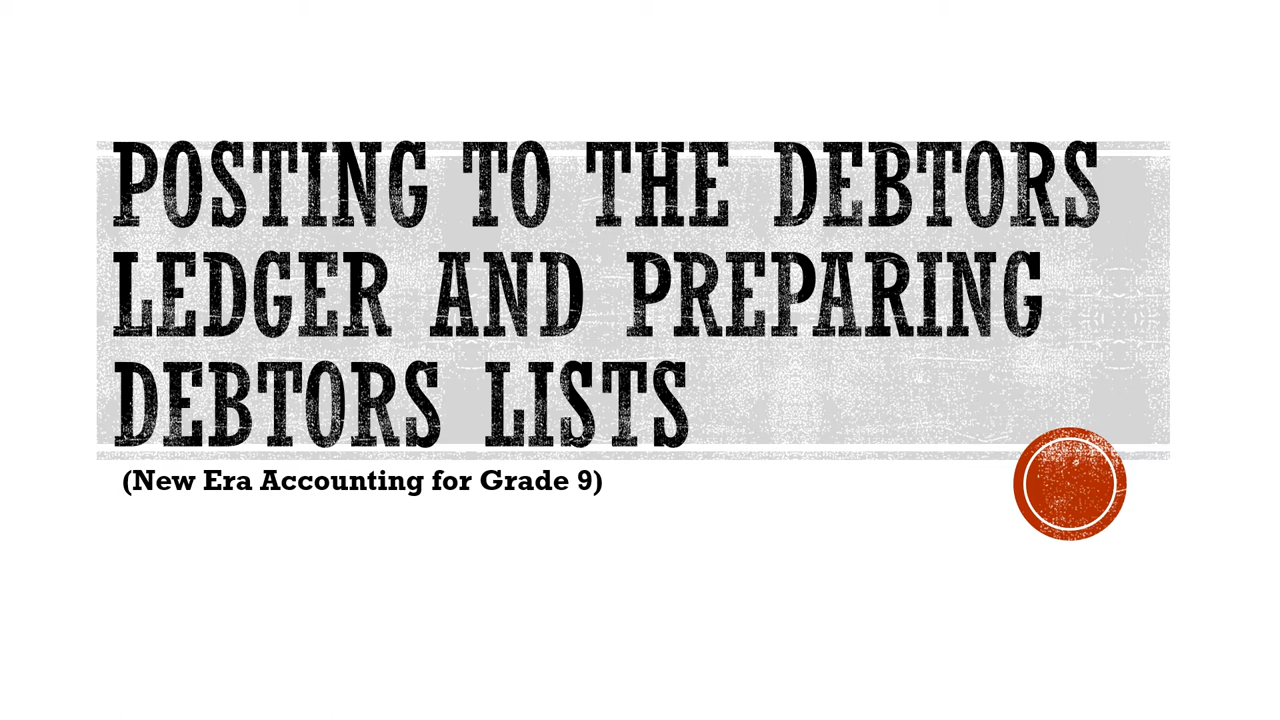 POSTING TO THE DEBTORS
LEDGER AND PREPARING
DEBTORS LISTS
(New Era Accounting for Grade 9)